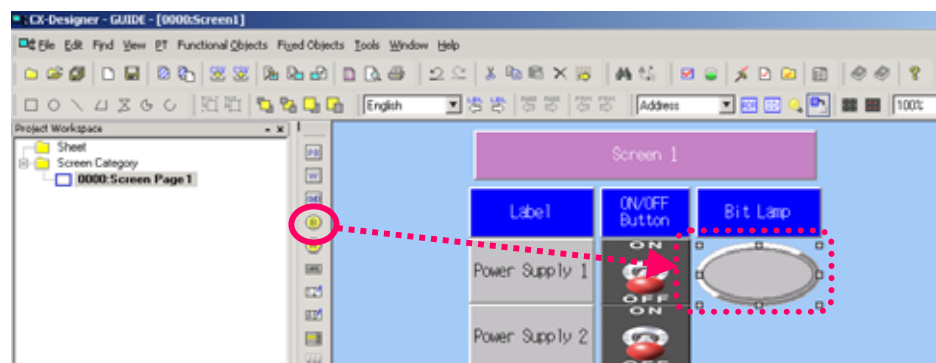 CX-Designer - GUIDE - [0000:Screen1]
File Edit Find View PT Functional Objects Fixed Objects Tools Window Help
English Address 100%
Project Workspace
Sheet
Screen Category
0000:Screen Page1
Screen 1
Label
ON/OFF
Button
Bit Lamp
ON
Power Supply 1
OFF
ON
Power Supply 2
OFF